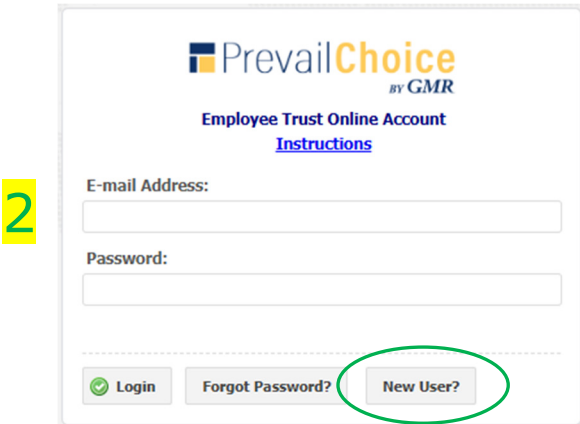 PrevailChoice
BY GMR
Employee Trust Online Account
Instructions
2
E-mail Address:
Password:
Login Forgot Password? New User?